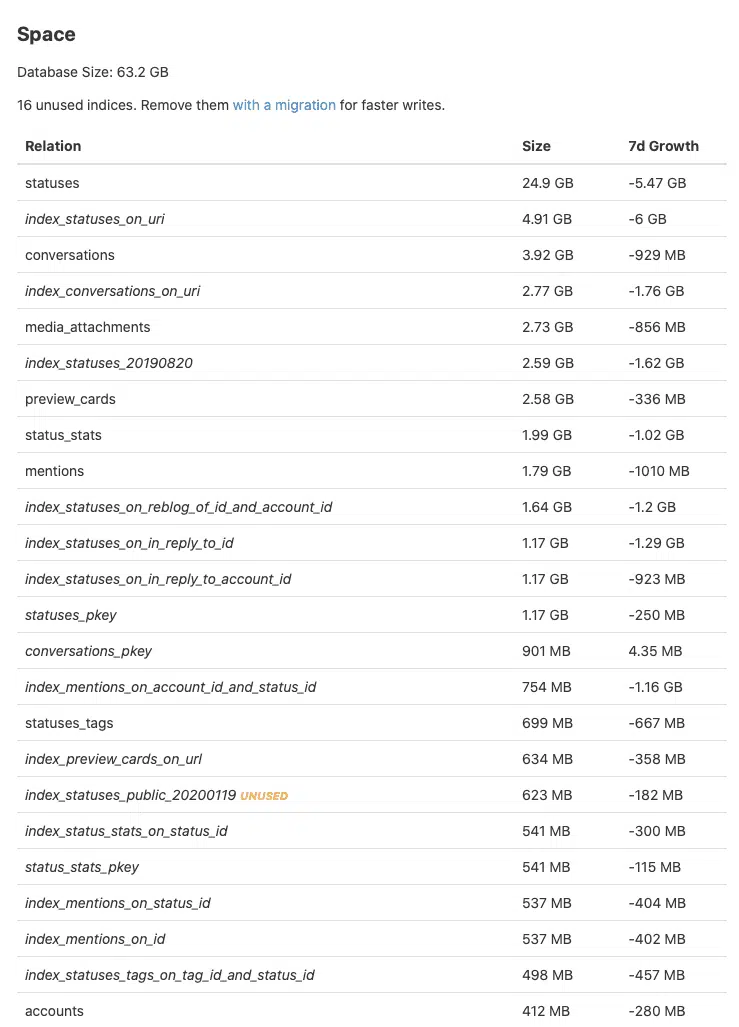 Space
Database Size: 63.2 GB
16 unused indices. Remove them with a migration for faster writes.
Relation Size 7d Growth
statuses 24.9 GB -5.47 GB
index_statuses_on_uri 4.91 GB -6 GB
conversations 3.92 GB -929 MB
index_conversations_on_uri 2.77 GB -1.76 GB
media_attachments 2.73 GB -856 MB
index_statuses_20190820 2.59 GB -1.62 GB
preview_cards 2.58 GB -336 MB
status_stats 1.99 GB -1.02 GB
mentions 1.79 GB -1010 MB
index_statuses_on_reblog_of_id_and_account_id 1.64 GB -1.2 GB
index_statuses_on_in_reply_to_id 1.17 GB -1.29 GB
index_statuses_on_in_reply_to_account_id 1.17 GB -923 MB
statuses_pkey 1.17 GB -250 MB
conversations_pkey 901 MB 4.35 MB
index_mentions_on_account_id_and_status_id 754 MB -1.16 GB
statuses_tags 699 MB -667 MB
index_preview_cards_on_url 634 MB -358 MB
index_statuses_public_20200119 UNUSED 623 MB -182 MB
index_status_stats_on_status_id 541 MB -300 MB
status_stats_pkey 541 MB -115 MB
index_mentions_on_status_id 537 MB -404 MB
index_mentions_on_id 537 MB -402 MB
index_statuses_tags_on_tag_id_and_status_id 498 MB -457 MB
accounts 412 MB -280 MB